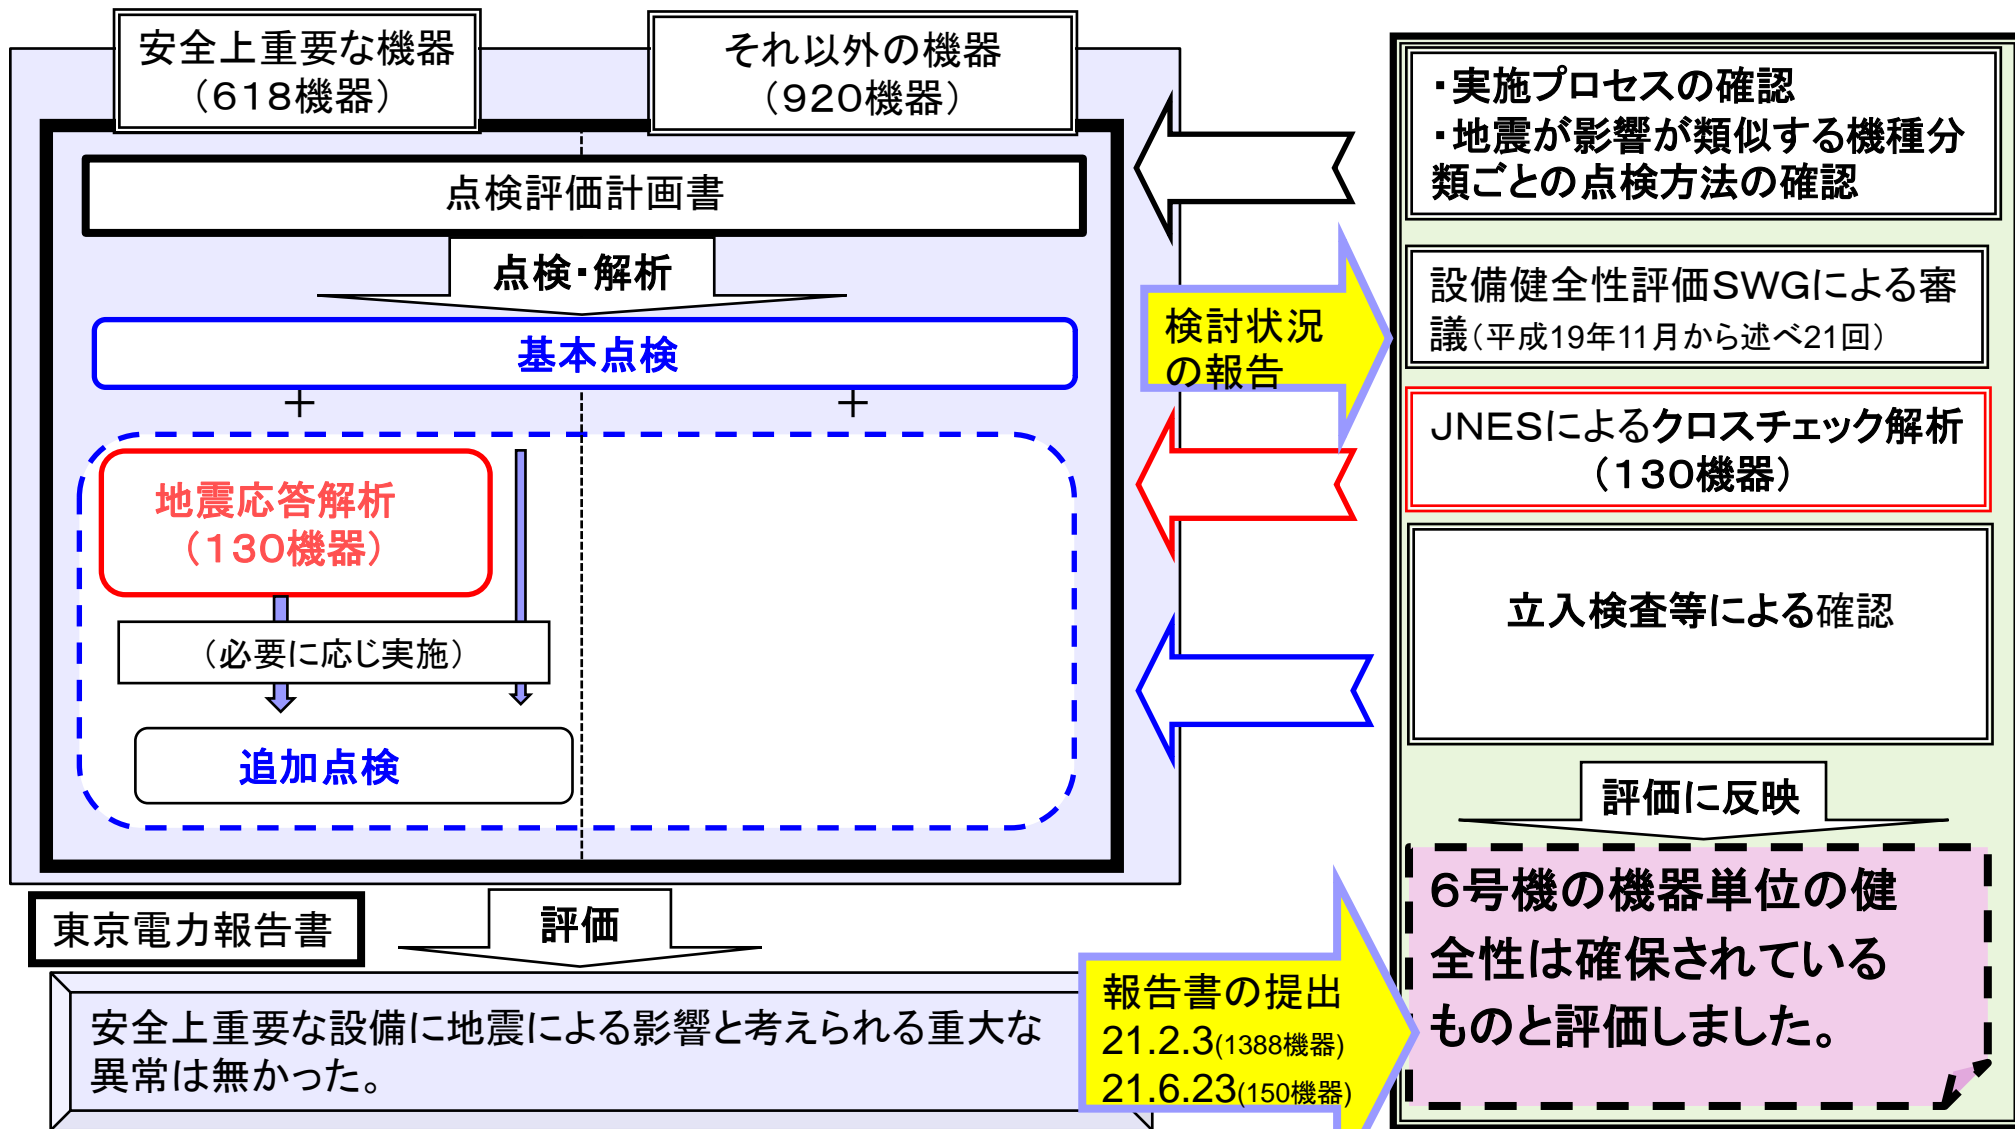 安全上重要な機器
（618機器）
それ以外の機器
（920機器）
点検評価計画書
点検・解析
基本点検
＋
＋
地震応答解析
（130機器）
（必要に応じ実施）
追加点検
東京電力報告書
評価
安全上重要な設備に地震による影響と考えられる重大な
異常は無かった。
検討状況
の報告
報告書の提出
21.2.3(1388機器)
21.6.23(150機器)
・実施プロセスの確認
・地震が影響が類似する機種分
類ごとの点検方法の確認
設備健全性評価SWGによる審
議（平成19年11月から述べ21回）
JNESによるクロスチェック解析
（130機器）
立入検査等による確認
評価に反映
6号機の機器単位の健
全性は確保されている
ものと評価しました。